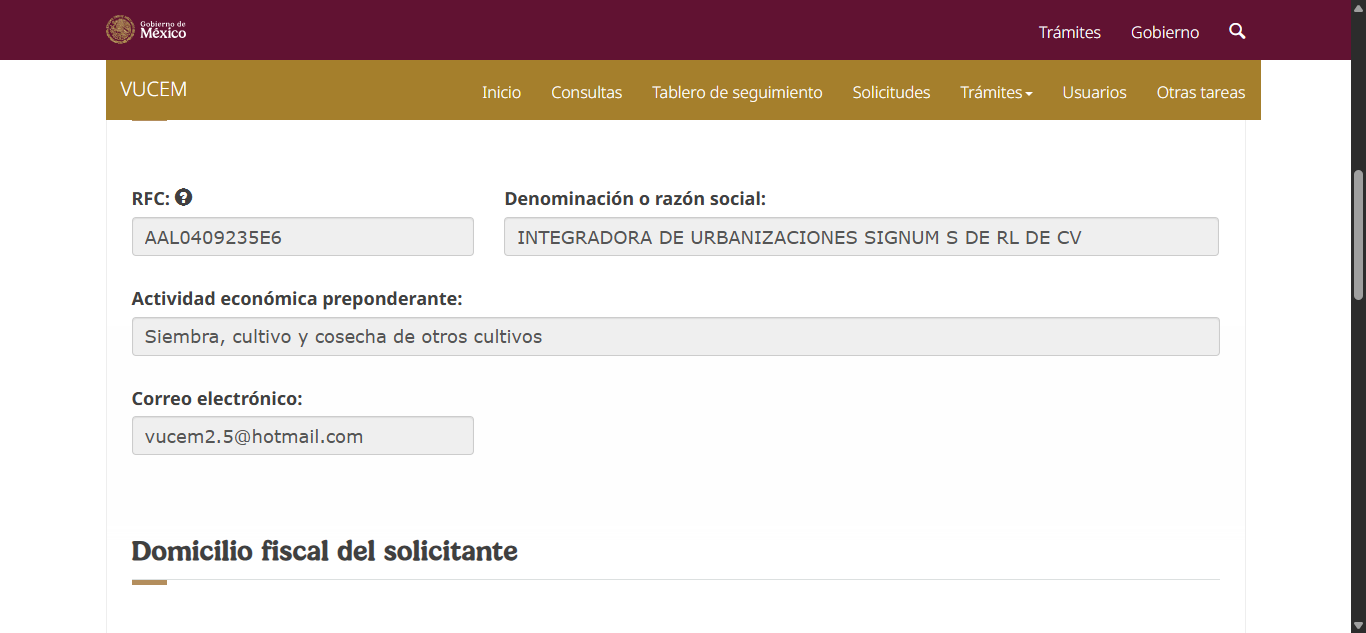 Gobierno de
México
Trámites
Gobierno
VUCEM
Inicio
Consultas
Tablero de seguimiento
Solicitudes
Trámites
Usuarios
Otras tareas
RFC: ?
Denominación o razón social:
AAL0409235E6
INTEGRADORA DE URBANIZACIONES SIGNUM S DE RL DE CV
Actividad económica preponderante:
Siembra, cultivo y cosecha de otros cultivos
Correo electrónico:
vucem2.5@hotmail.com
Domicilio fiscal del solicitante